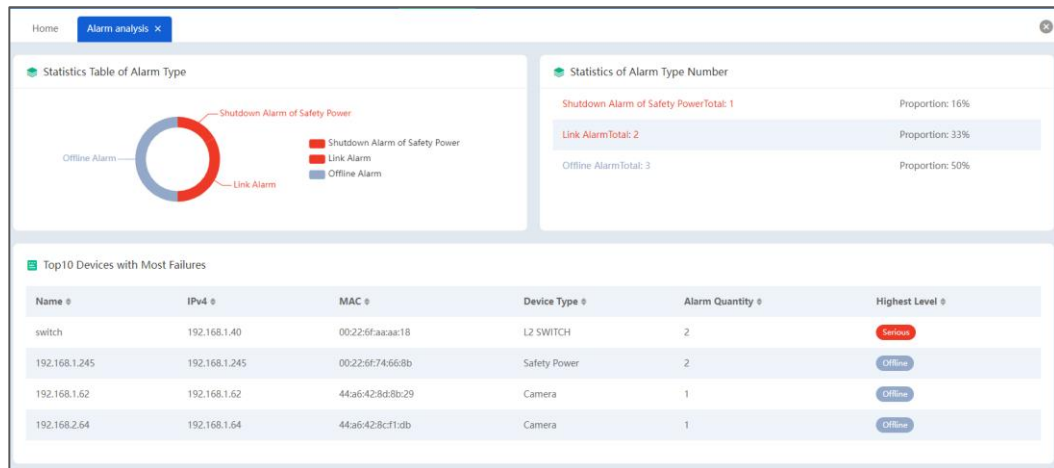 Home
Alarm analysis ×
Statistics Table of Alarm Type
Shutdown Alarm of Safety Power
Offline Alarm
Link Alarm
Shutdown Alarm of Safety Power
Link Alarm
Offline Alarm
Statistics of Alarm Type Number
Shutdown Alarm of Safety PowerTotal: 1 Proportion: 16%
Link AlarmTotal: 2 Proportion: 33%
Offline AlarmTotal: 3 Proportion: 50%
Top10 Devices with Most Failures
Name IPv4 MAC Device Type Alarm Quantity Highest Level
switch 192.168.1.40 00:22:6f:aa:aa:18 L2 SWITCH 2 Serious
192.168.1.245 192.168.1.245 00:22:6f:74:66:8b Safety Power 2 Offline
192.168.1.62 192.168.1.62 44:a6:42:8d:8b:29 Camera 1 Offline
192.168.2.64 192.168.1.64 44:a6:42:8c:f1:db Camera 1 Offline